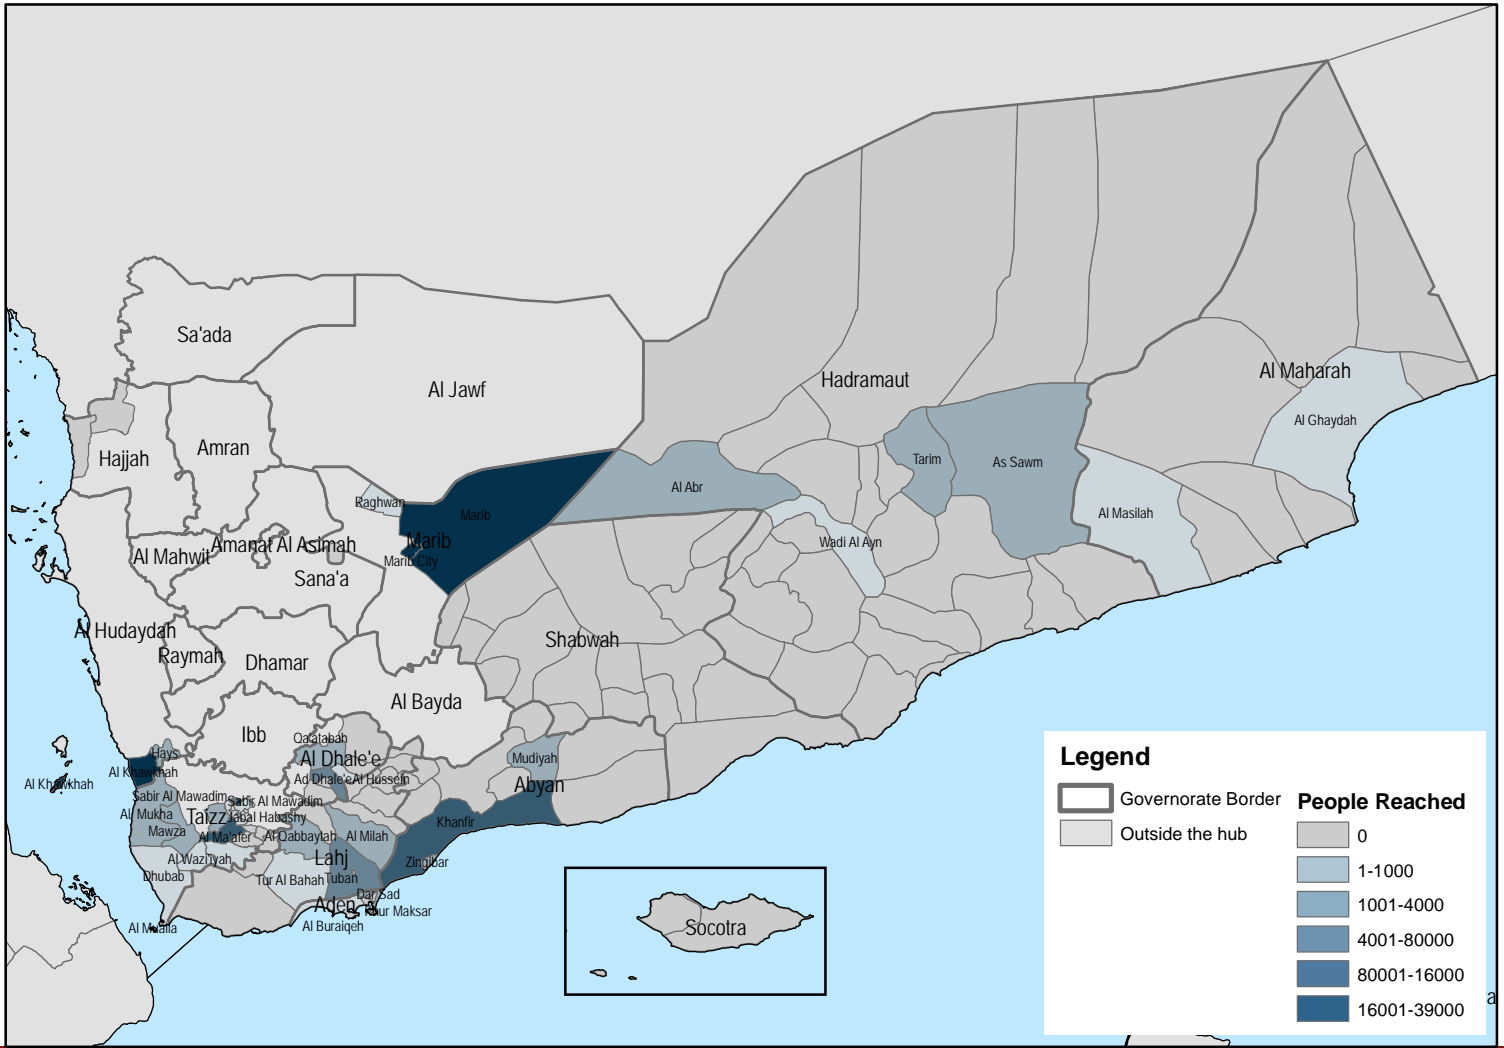 Sa'ada
Al Jawf
Hadramaut
Al Maharah
Al Ghaydah
Hajjah
Amran
Tarim
As Sawm
Al Abr
Raghwan
Marib
Al Masilah
Marib
Marib City
Wadi Al Ayn
Al Mahwit
Amanat Al Asimah
Sana'a
Al Hudaydah
Raymah
Dhamar
Shabwah
Al Bayda
Ibb
Qa'atabah
Hays
Al Dhale'e
Mudiyah
Al Khawkhah
Al Khawkhah
Ad Dhale'e
Al Hussein
Abyan
Sabir Al Mawadim
Sabir Al Mawadim
Al Mukha
Taizz
Jabal Habashy
Khanfir
Mawza
Al Ma'afer
Al Qabbaytah
Al Milah
Al Wazi'iyah
Lahj
Zingibar
Dhubab
Tur Al Bahah
Tuban
Dar Sad
Aden
Khur Maksar
Al Mualla
Al Buraiqeh
Socotra
Legend
Governorate Border
Outside the hub
People Reached
0
1-1000
1001-4000
4001-80000
80001-16000
16001-39000
a